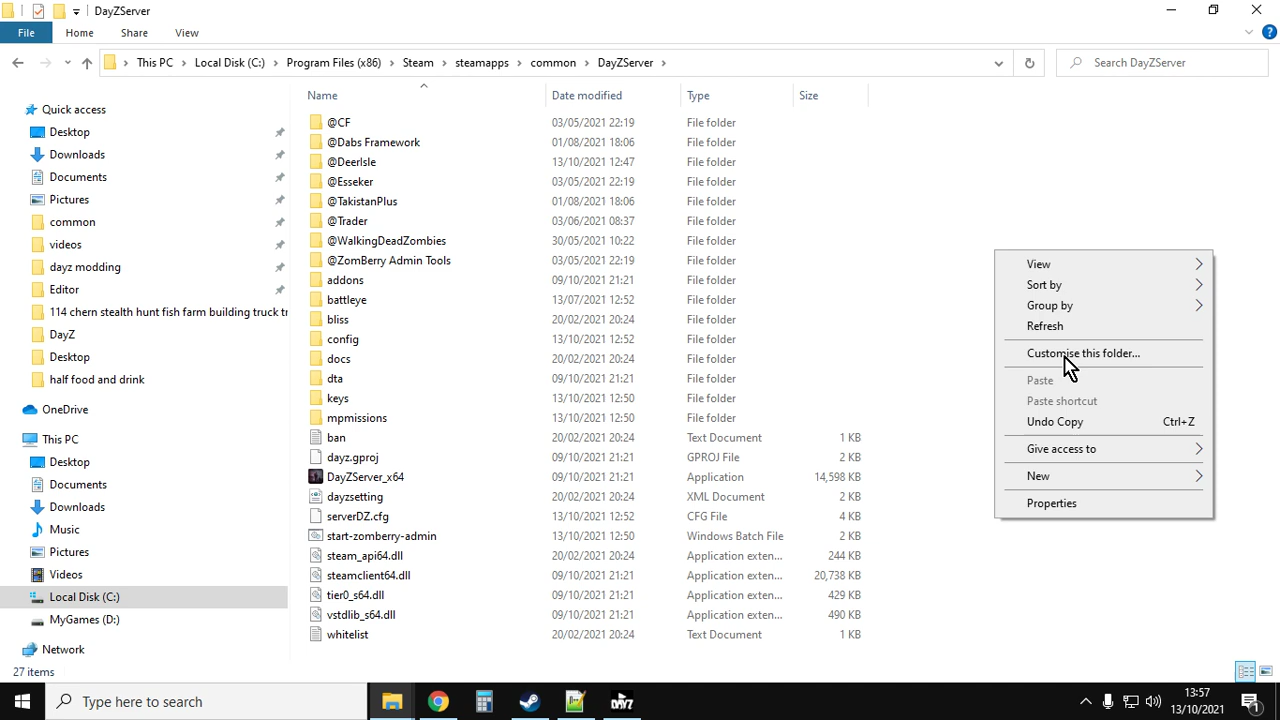 DayZServer
File Home Share View
This PC Local Disk (C:) Program Files (x86) Steam steamapps common DayZServer
Search DayZServer
Name Date modified Type Size
Quick access
Desktop
Downloads
Documents
Pictures
common
videos
dayz modding
Editor
114 chern stealth hunt fish farm building truck tr
DayZ
Desktop
half food and drink
OneDrive
This PC
Desktop
Documents
Downloads
Music
Pictures
Videos
Local Disk (C:)
MyGames (D:)
Network
@CF 03/05/2021 22:19 File folder
@Dabs Framework 01/08/2021 18:06 File folder
@DeerIsle 13/10/2021 12:47 File folder
@Esseker 03/05/2021 22:19 File folder
@TakistanPlus 01/08/2021 18:06 File folder
@Trader 03/06/2021 08:37 File folder
@WalkingDeadZombies 30/05/2021 10:22 File folder
@ZomBerry Admin Tools 03/05/2021 22:19 File folder
addons 09/10/2021 21:21 File folder
battleye 13/07/2021 12:52 File folder
bliss 20/02/2021 20:24 File folder
config 13/10/2021 12:52 File folder
docs 20/02/2021 20:24 File folder
dta 09/10/2021 21:21 File folder
keys 13/10/2021 12:50 File folder
mpmissions 13/10/2021 12:50 File folder
ban 20/02/2021 20:24 Text Document 1 KB
dayz.gproj 09/10/2021 21:21 GPROJ File 2 KB
DayZServer_x64 09/10/2021 21:21 Application 14,598 KB
dayzsetting 20/02/2021 20:24 XML Document 2 KB
serverDZ.cfg 13/10/2021 12:52 CFG File 4 KB
start-zomberry-admin 13/10/2021 12:50 Windows Batch File 2 KB
steam_api64.dll 20/02/2021 20:24 Application exten... 244 KB
steamclient64.dll 09/10/2021 21:21 Application exten... 20,738 KB
tier0_s64.dll 09/10/2021 21:21 Application exten... 429 KB
vstdlib_s64.dll 09/10/2021 21:21 Application exten... 490 KB
whitelist 20/02/2021 20:24 Text Document 1 KB
View
Sort by
Group by
Refresh
Customise this folder...
Paste
Paste shortcut
Undo Copy Ctrl+Z
Give access to
New
Properties
27 items
Type here to search
DAYZ
13:57
13/10/2021
1